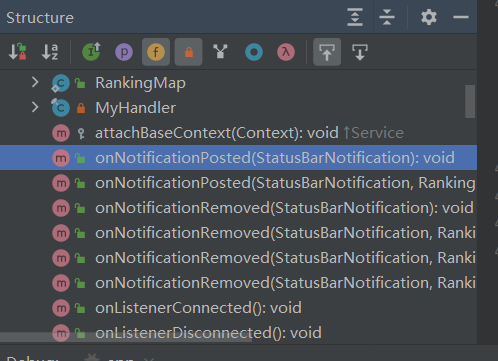 Structure
RankingMap
MyHandler
attachBaseContext(Context): void ↑Service
onNotificationPosted(StatusBarNotification): void
onNotificationPosted(StatusBarNotification, Ranking
onNotificationRemoved(StatusBarNotification): void
onNotificationRemoved(StatusBarNotification, Ranki
onNotificationRemoved(StatusBarNotification, Ranki
onNotificationRemoved(StatusBarNotification, Ranki
onListenerConnected(): void
onListenerDisconnected(): void